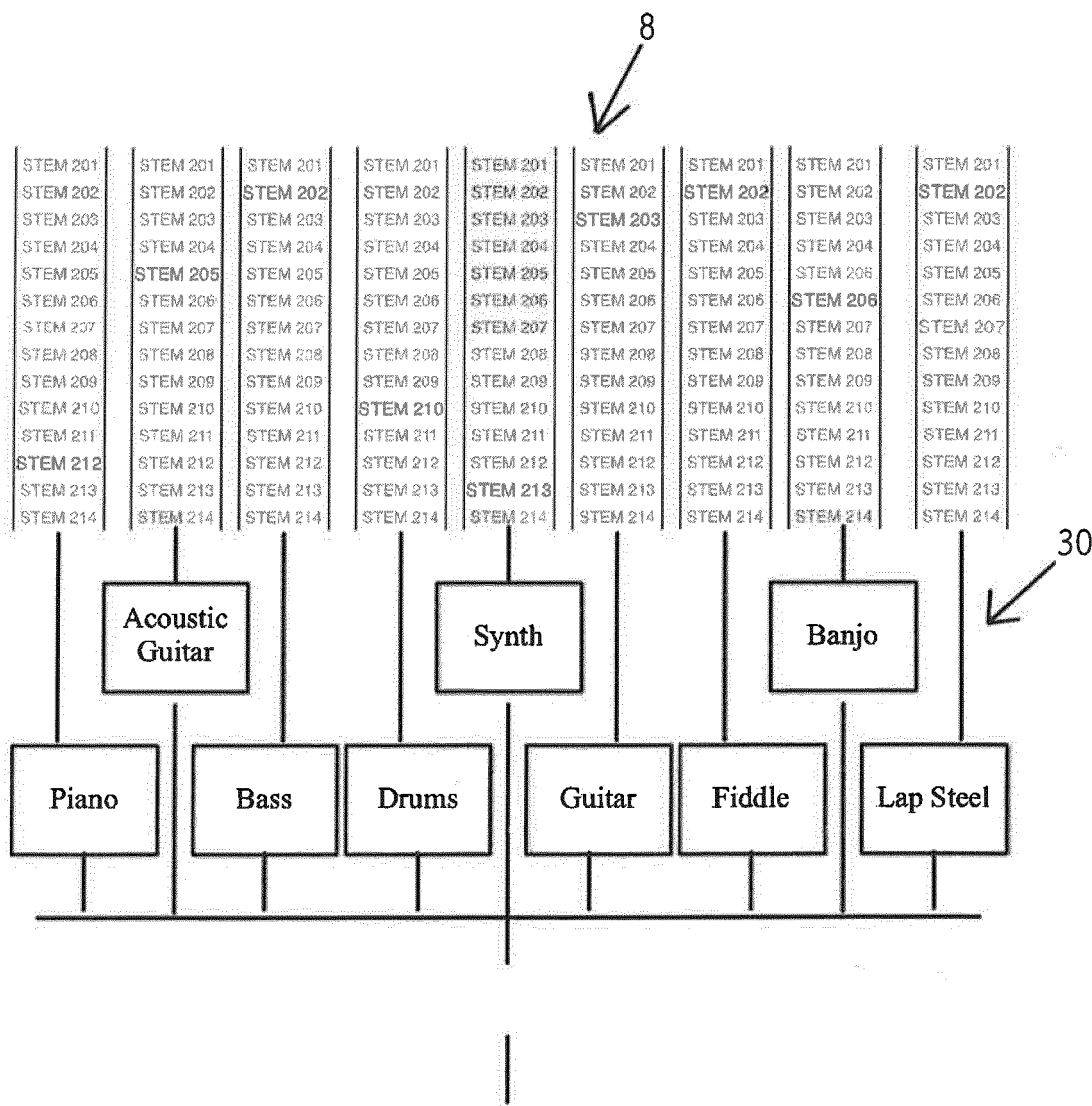 8
STEM 201 STEM 201 STEM 201 STEM 201 STEM 201 STEM 201 STEM 201 STEM 201 STEM 201
STEM 202 STEM 202 STEM 202 STEM 202 STEM 202 STEM 202 STEM 202 STEM 202 STEM 202
STEM 203 STEM 203 STEM 203 STEM 203 STEM 203 STEM 203 STEM 203 STEM 203 STEM 203
STEM 204 STEM 204 STEM 204 STEM 204 STEM 204 STEM 204 STEM 204 STEM 204 STEM 204
STEM 205 STEM 205 STEM 205 STEM 205 STEM 205 STEM 205 STEM 205 STEM 206 STEM 205
STEM 206 STEM 206 STEM 206 STEM 206 STEM 206 STEM 206 STEM 206 STEM 206 STEM 206
STEM 207 STEM 207 STEM 207 STEM 207 STEM 207 STEM 207 STEM 207 STEM 207 STEM 207
STEM 208 STEM 208 STEM 208 STEM 208 STEM 208 STEM 208 STEM 208 STEM 208 STEM 208
STEM 209 STEM 209 STEM 209 STEM 209 STEM 209 STEM 209 STEM 209 STEM 209 STEM 209
STEM 210 STEM 210 STEM 210 STEM 210 STEM 210 STEM 210 STEM 210 STEM 210 STEM 210
STEM 211 STEM 211 STEM 211 STEM 211 STEM 211 STEM 211 STEM 211 STEM 211 STEM 211
STEM 212 STEM 212 STEM 212 STEM 212 STEM 212 STEM 212 STEM 212 STEM 212 STEM 212
STEM 213 STEM 213 STEM 213 STEM 213 STEM 213 STEM 213 STEM 213 STEM 213 STEM 213
STEM 214 STEM 214 STEM 214 STEM 214 STEM 214 STEM 214 STEM 214 STEM 214 STEM 214
30
Acoustic
Guitar
Synth
Banjo
Piano
Bass
Drums
Guitar
Fiddle
Lap Steel